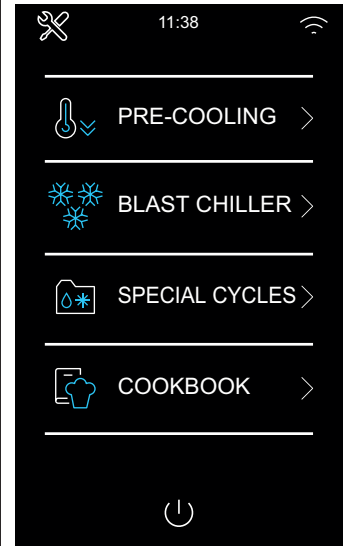 11:38
PRE-COOLING
BLAST CHILLER
SPECIAL CYCLES
COOKBOOK